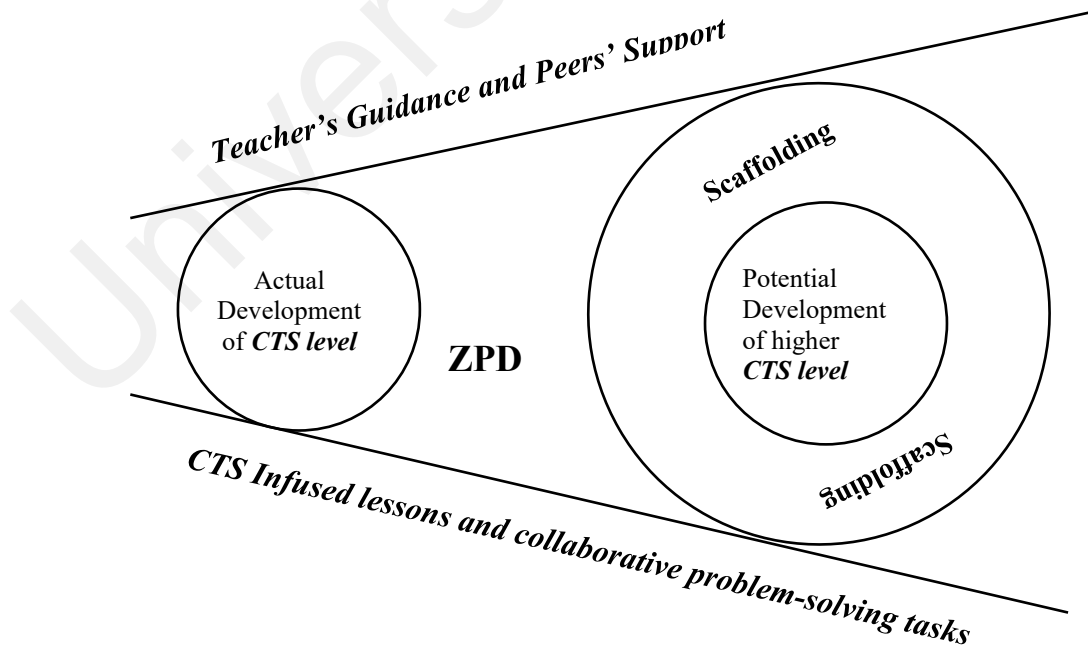 Teacher's Guidance and Peers' Support
Scaffolding
Actual
Development
of CTS level
Potential
Development
of higher
CTS level
ZPD
Scaffolding
CTS Infused lessons and collaborative problem-solving tasks
Univers